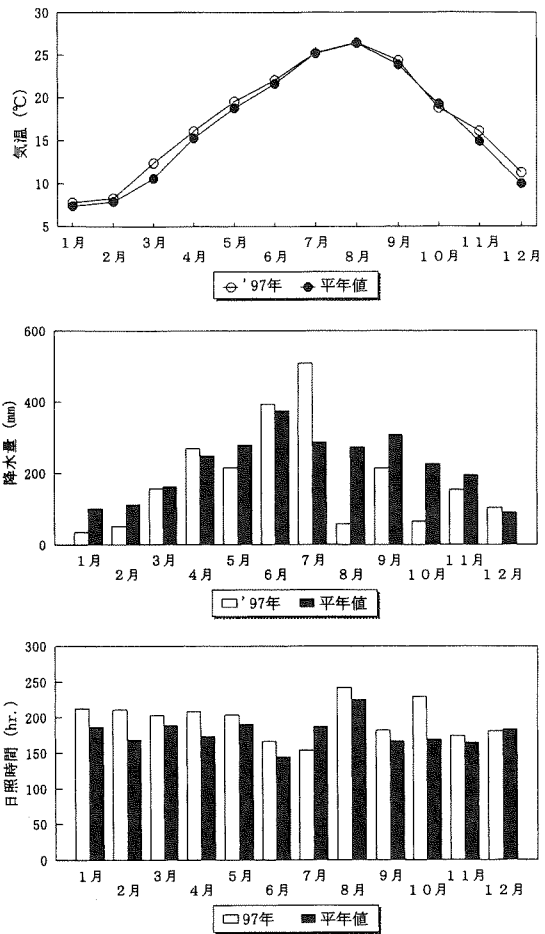 30
25
20
15
10
5
気温 (℃)
1月
2月
3月
4月
5月
6月
7月
8月
9月
10月
11月
12月
'97年 平年値
600
400
200
0
降水量 (mm)
1月
2月
3月
4月
5月
6月
7月
8月
9月
10月
11月
12月
'97年 平年値
300
250
200
150
100
50
0
日照時間 (hr.)
1月
2月
3月
4月
5月
6月
7月
8月
9月
10月
11月
12月
97年 平年値